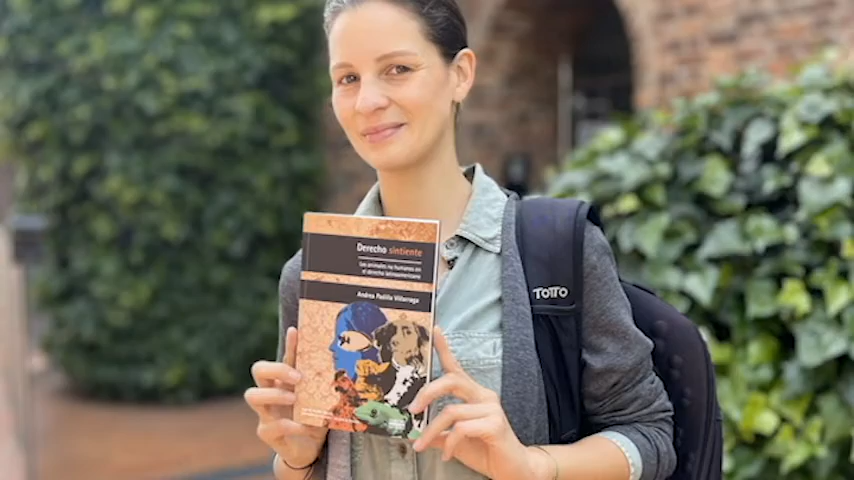 Derecho sintiente
Los animales no humanos en
el derecho latinoamericano
Andrea Padilla Villarraga
TOTTO